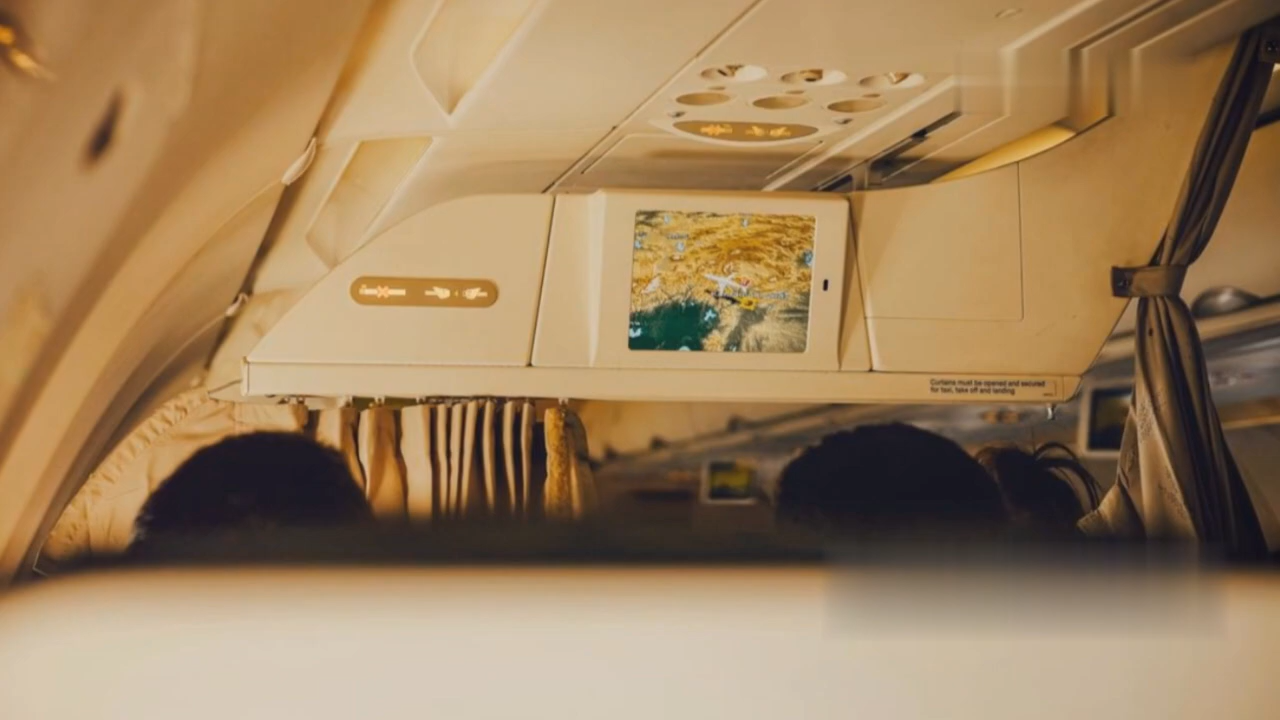 Curtains must be opened and secured
for taxi, take off and landing